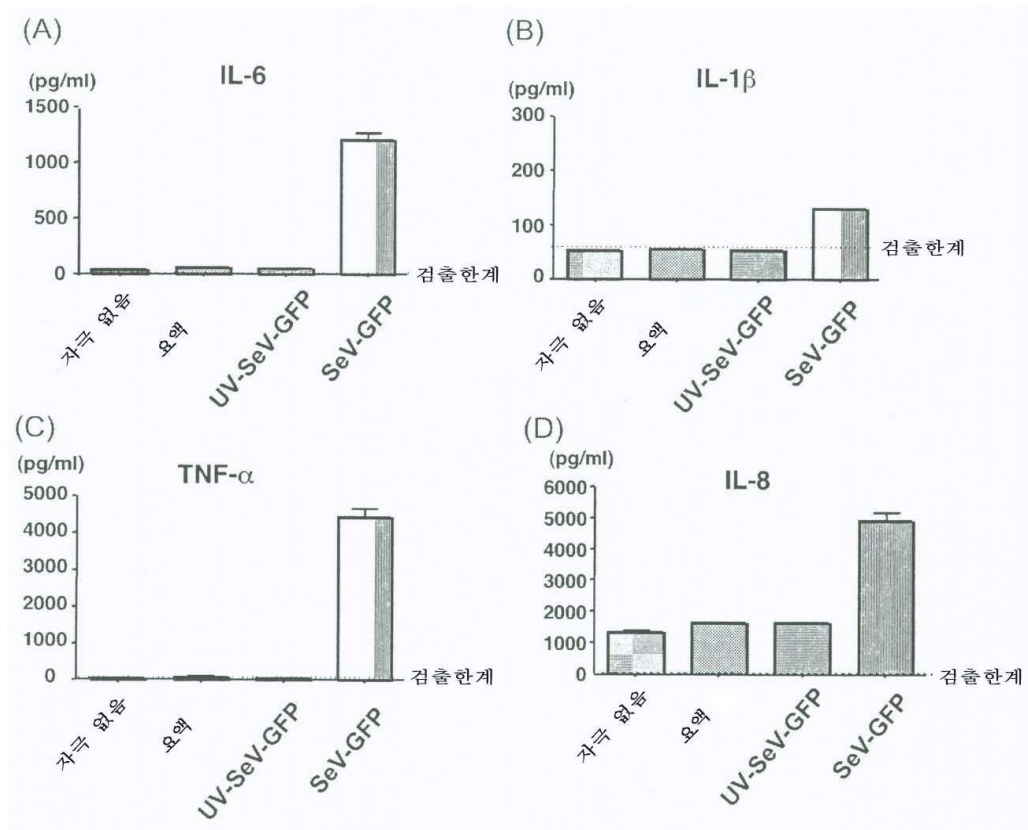 (A)
IL-6
(pg/ml)
1500
1000
500
0
검출한계
자극 없음
요액
UV-SeV-GFP
SeV-GFP
(B)
IL-1β
(pg/ml)
300
200
100
0
검출한계
자극 없음
요액
UV-SeV-GFP
SeV-GFP
(C)
TNF-α
(pg/ml)
5000
4000
3000
2000
1000
0
검출한계
자극 없음
요액
UV-SeV-GFP
SeV-GFP
(D)
IL-8
(pg/ml)
6000
5000
4000
3000
2000
1000
0
검출한계
자극 없음
요액
UV-SeV-GFP
SeV-GFP